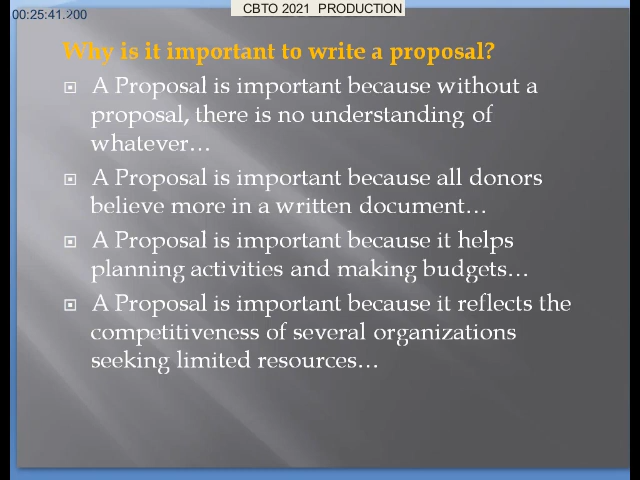 00:25:41.200
CBTO 2021 PRODUCTION
Why is it important to write a proposal?
A Proposal is important because without a
proposal, there is no understanding of
whatever…
A Proposal is important because all donors
believe more in a written document…
A Proposal is important because it helps
planning activities and making budgets…
A Proposal is important because it reflects the
competitiveness of several organizations
seeking limited resources…